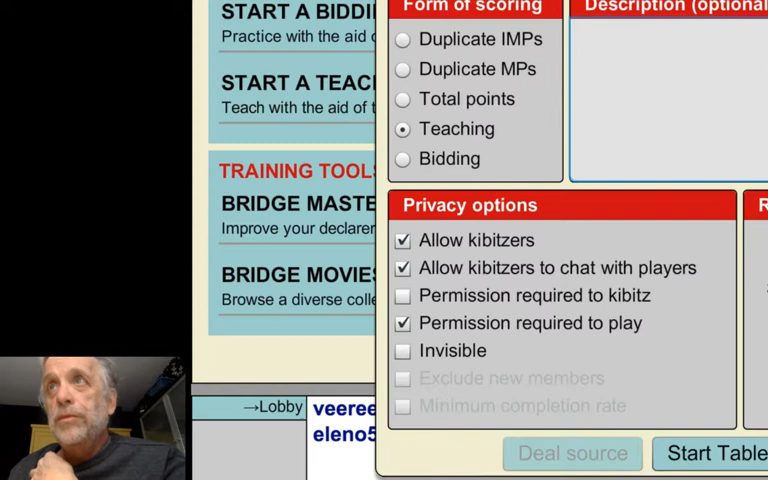 START A BIDDI
Practice with the aid
START A TEAC
Teach with the aid of t
TRAINING TOOLS
BRIDGE MASTE
Improve your declarer
BRIDGE MOVIES
Browse a diverse colle
→Lobby
veeree
eleno5
Form of scoring
Duplicate IMPs
Duplicate MPs
Total points
Teaching
Bidding
Description (optional
Privacy options
Allow kibitzers
Allow kibitzers to chat with players
Permission required to kibitz
Permission required to play
Invisible
Exclude new members
Minimum completion rate
Deal source
Start Table